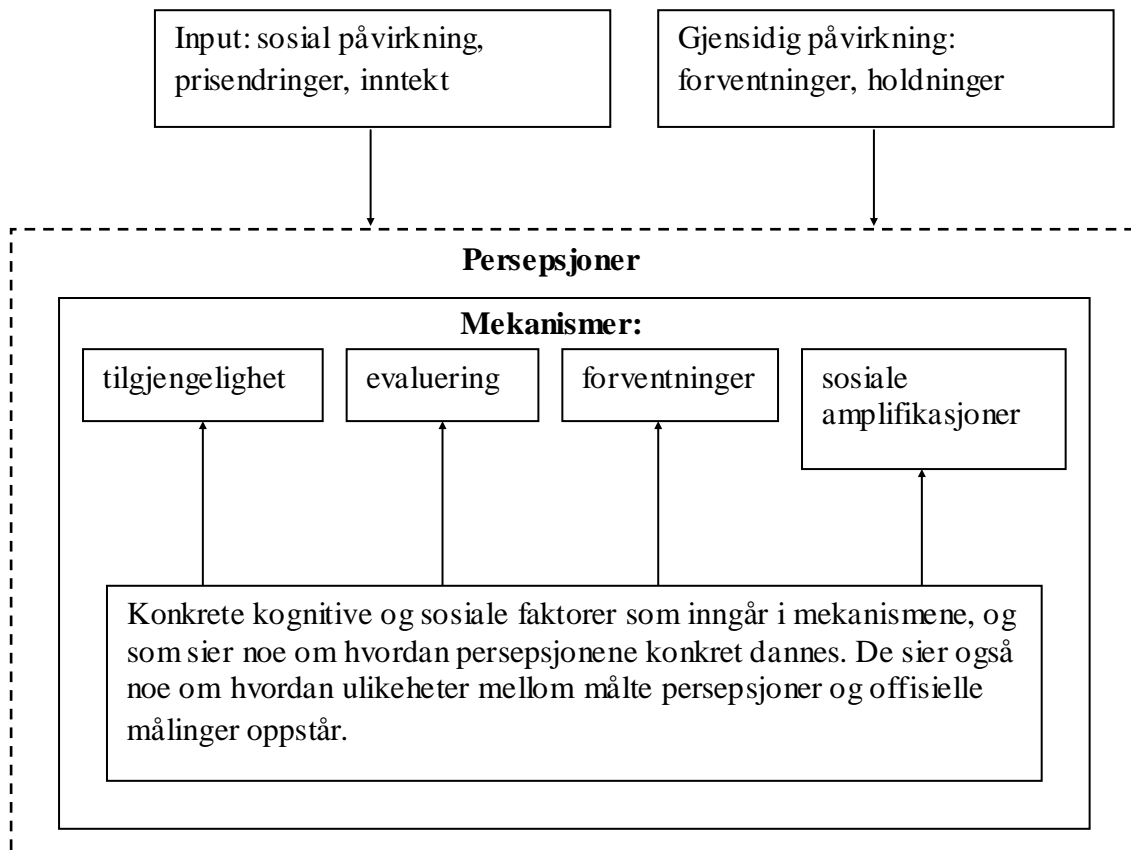 Input: sosial påvirkning,
prisendringer, inntekt
Gjensidig påvirkning:
forventninger, holdninger
Persepsjoner
Mekanismer:
tilgjengelighet
evaluering
forventninger
sosiale
amplifikasjoner
Konkrete kognitive og sosiale faktorer som inngår i mekanismene, og
som sier noe om hvordan persepsjonene konkret dannes. De sier også
noe om hvordan ulikeheter mellom målte persepsjoner og offisielle
målinger oppstår.